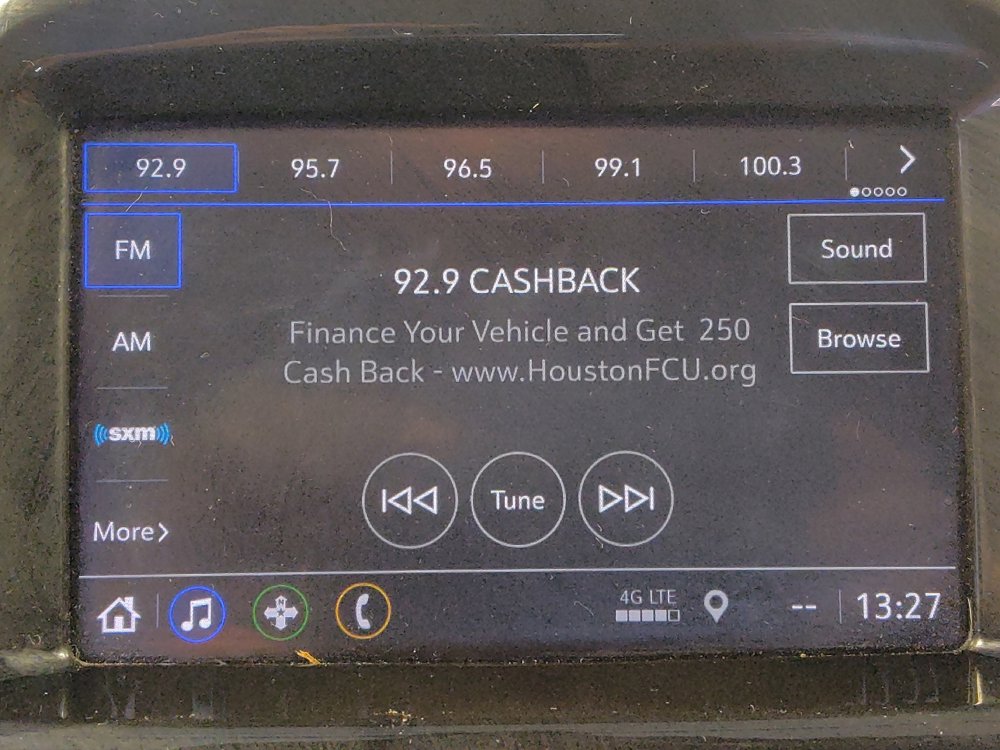 92.9 95.7 96.5 99.1 100.3
FM
Sound
92.9 CASHBACK
Finance Your Vehicle and Get 250
Cash Back - www.HoustonFCU.org
AM
Browse
sxm
Tune
More
N
4G LTE
--
13:27